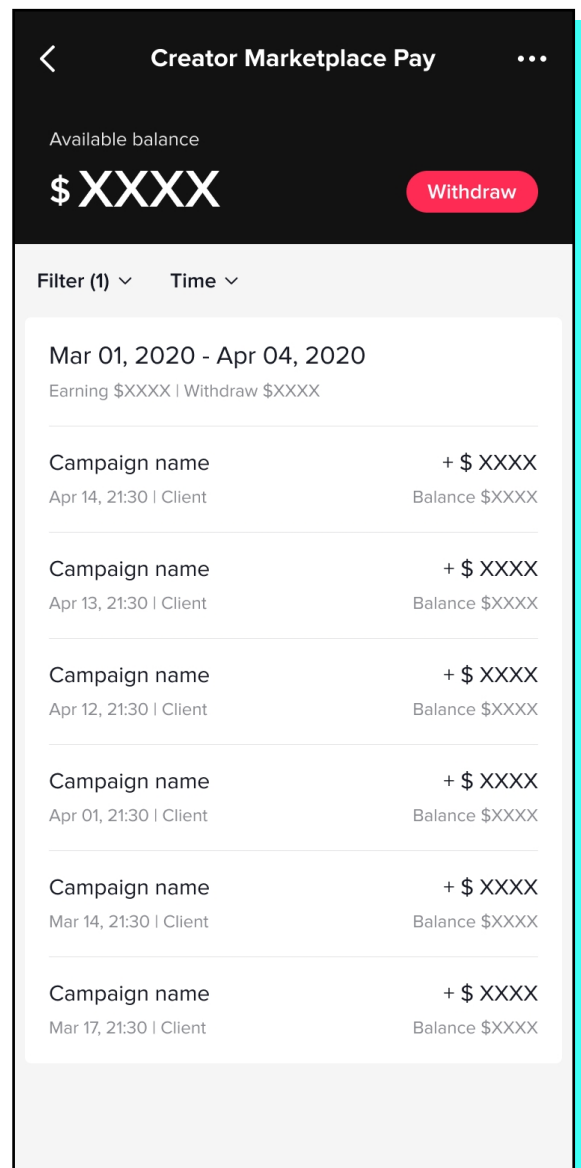 Creator Marketplace Pay
Available balance
$ XXXX
Withdraw
Filter (1)
Time
Mar 01, 2020 - Apr 04, 2020
Earning $XXXX | Withdraw $XXXX
Campaign name + $ XXXX
Apr 14, 21:30 | Client Balance $XXXX
Campaign name + $ XXXX
Apr 13, 21:30 | Client Balance $XXXX
Campaign name + $ XXXX
Apr 12, 21:30 | Client Balance $XXXX
Campaign name + $ XXXX
Apr 01, 21:30 | Client Balance $XXXX
Campaign name + $ XXXX
Mar 14, 21:30 | Client Balance $XXXX
Campaign name + $ XXXX
Mar 17, 21:30 | Client Balance $XXXX